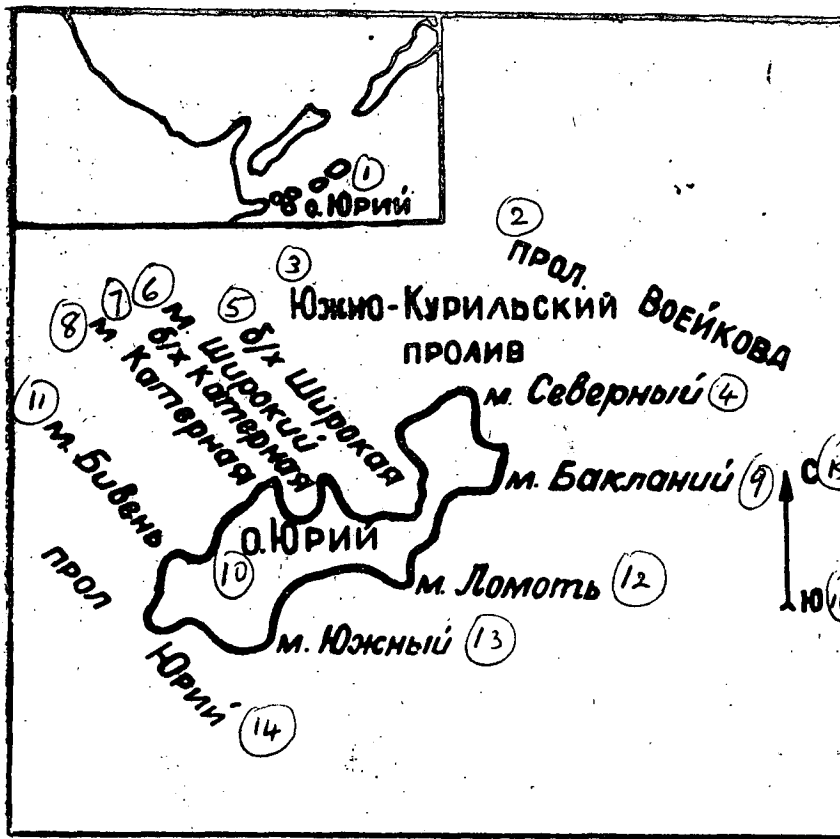 ①
о. Юрий
②
прол. Воейкова
③
Южно-Курильский
пролив
м. Северный ④
⑤ б/х Широкая
⑥ м. Широкий
⑦ б/х Катерная
⑧ м. Катерная
м. Бакланий ⑨
о. Юрий
⑩
⑪ м. Бивень
м. Ломоть ⑫
м. Южный ⑬
прол Юрий ⑭
С
Ю